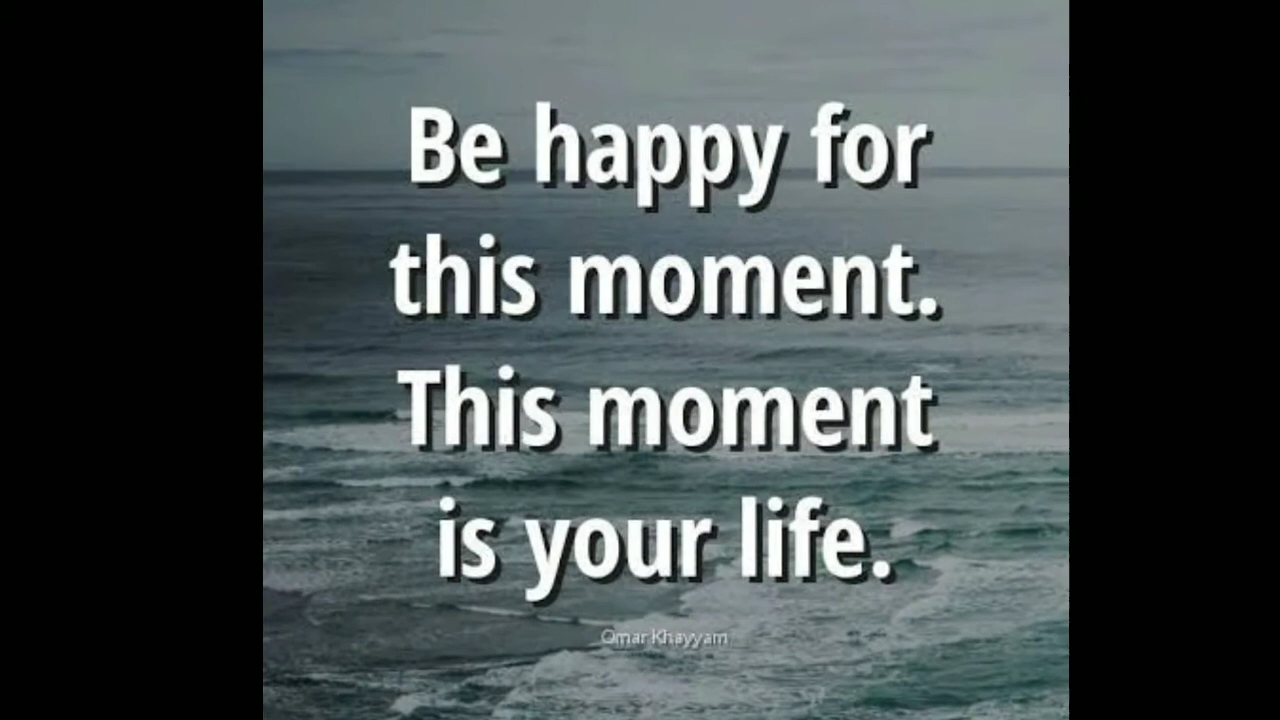 Be happy for
this moment.
This moment
is your life.
Omar Khayyam